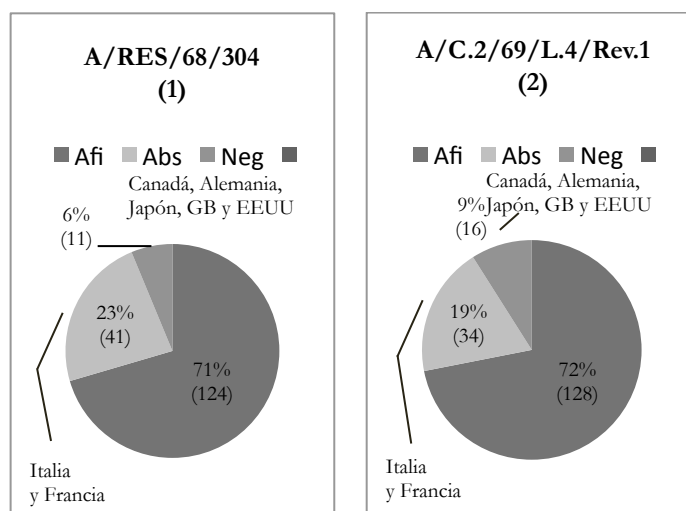 A/RES/68/304
(1)
Afi Abs Neg
Canadá, Alemania,
Japón, GB y EEUU
6%
(11)
23%
(41)
71%
(124)
Italia
y Francia
A/C.2/69/L.4/Rev.1
(2)
Afi Abs Neg
Canadá, Alemania,
Japón, GB y EEUU
9%
(16)
19%
(34)
72%
(128)
Italia
y Francia